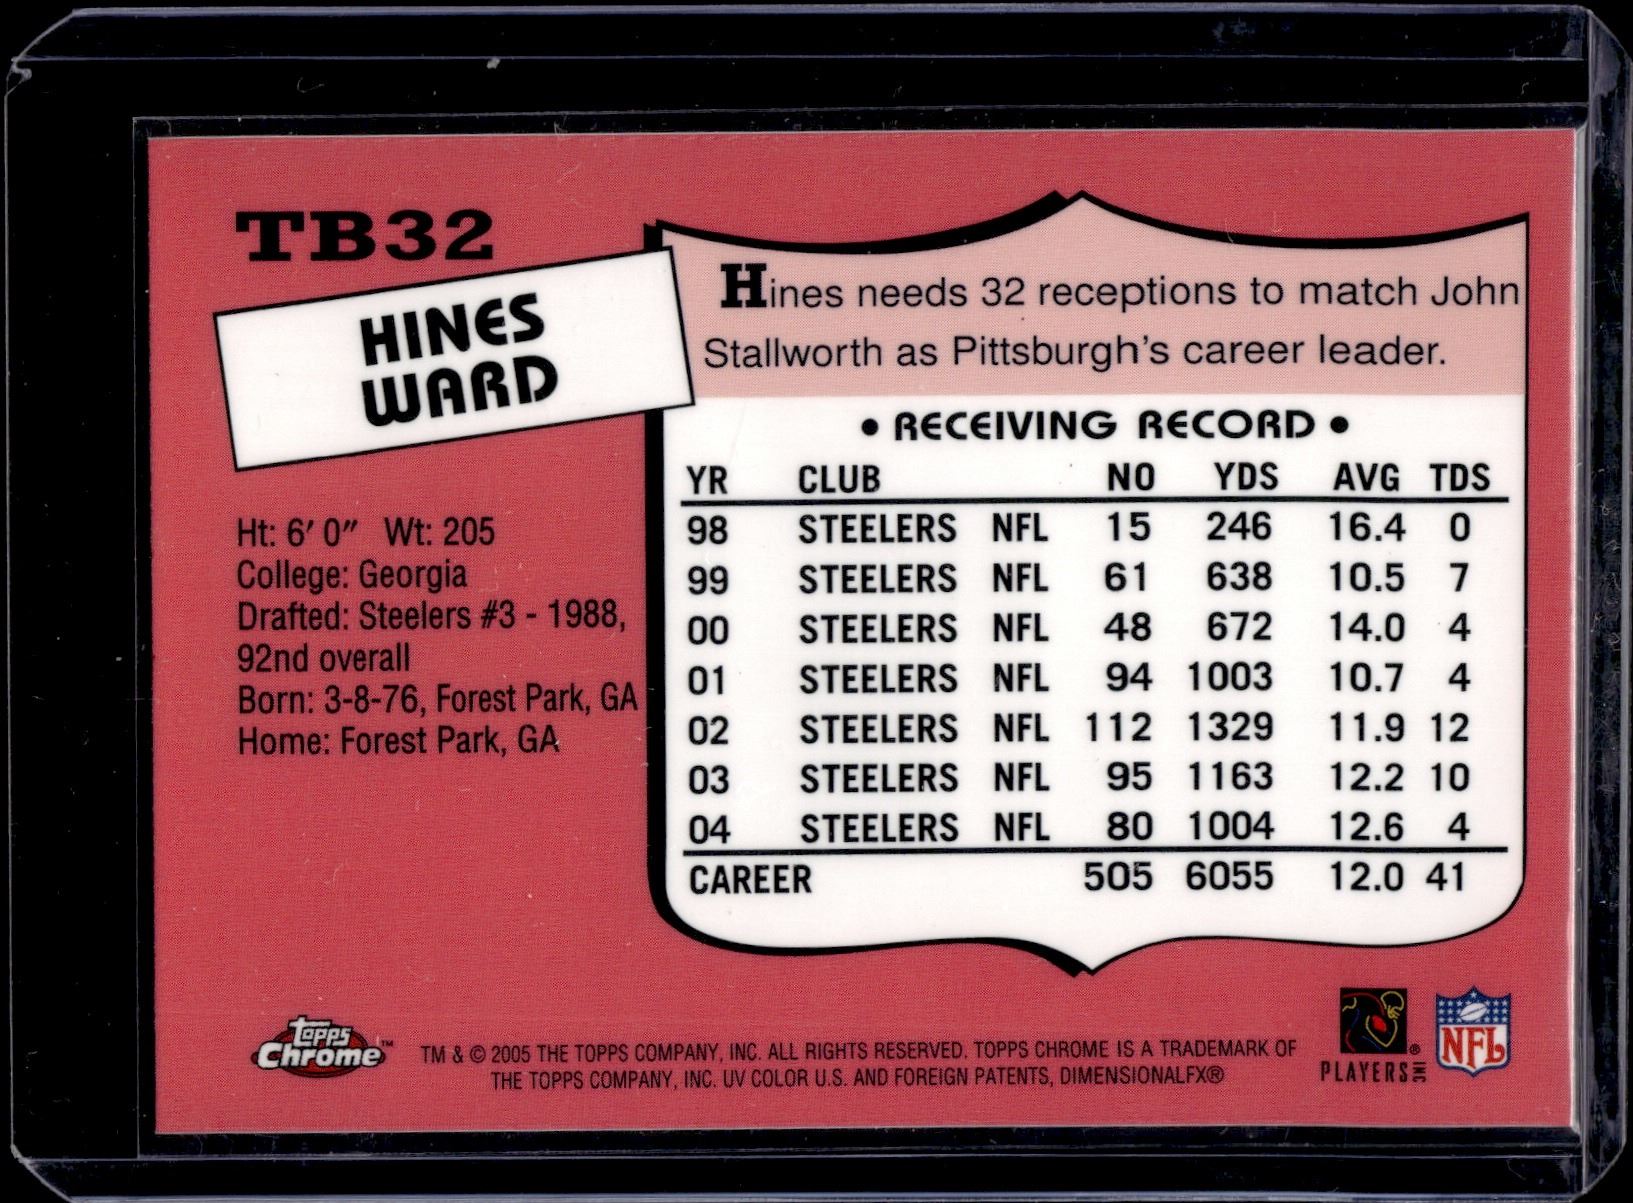 TB32
HINES
WARD
Ht: 6' 0" Wt: 205
College: Georgia
Drafted: Steelers #3 - 1988,
92nd overall
Born: 3-8-76, Forest Park, GA
Home: Forest Park, GA
Hines needs 32 receptions to match John
Stallworth as Pittsburgh's career leader.
• RECEIVING RECORD •
YR CLUB NO YDS AVG TDS
98 STEELERS NFL 15 246 16.4 0
99 STEELERS NFL 61 638 10.5 7
00 STEELERS NFL 48 672 14.0 4
01 STEELERS NFL 94 1003 10.7 4
02 STEELERS NFL 112 1329 11.9 12
03 STEELERS NFL 95 1163 12.2 10
04 STEELERS NFL 80 1004 12.6 4
CAREER 505 6055 12.0 41
Topps
Chrome™
TM & © 2005 THE TOPPS COMPANY, INC. ALL RIGHTS RESERVED. TOPPS CHROME IS A TRADEMARK OF
THE TOPPS COMPANY, INC. UV COLOR U.S. AND FOREIGN PATENTS, DIMENSIONALFX®
®
PLAYERS INC
NFL